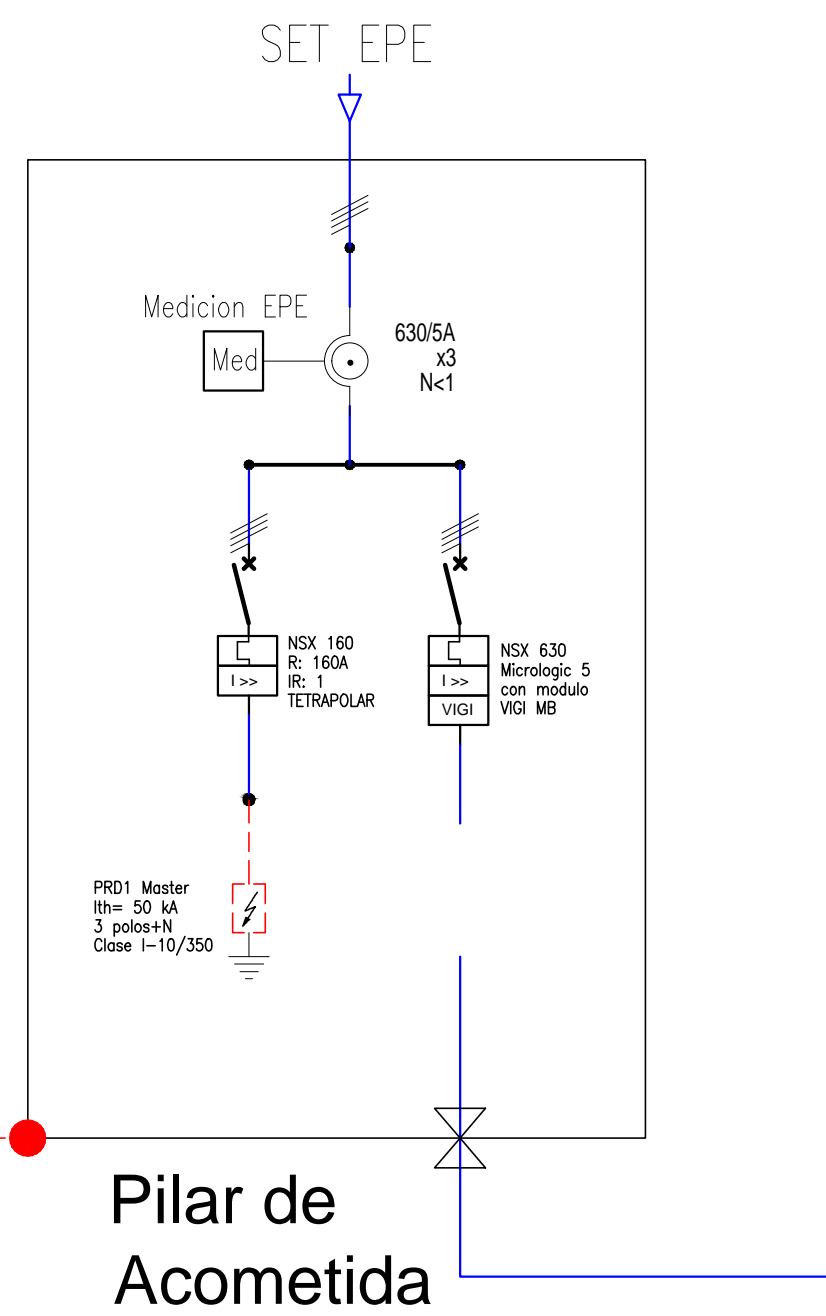 SET EPE
Medicion EPE
Med
630/5A
x3
N<1
NSX 160
R: 160A
IR: 1
TETRAPOLAR
I >>
NSX 630
Micrologic 5
con modulo
VIGI MB
I >>
VIGI
PRD1 Master
Ith= 50 kA
3 polos+N
Clase I-10/350
Pilar de
Acometida